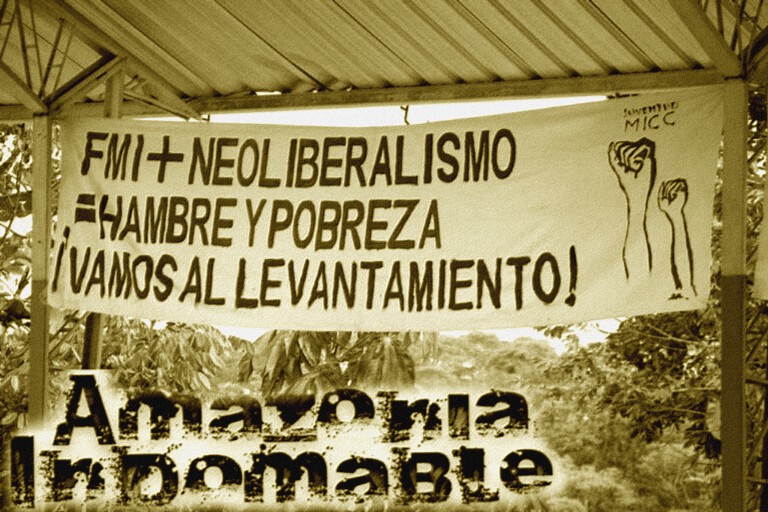 FMI+NEOLIBERALISMO
=HAMBRE Y POBREZA
¡VAMOS AL LEVANTAMIENTO!
JUVENTUD
MICC
Amazonia
Indomable